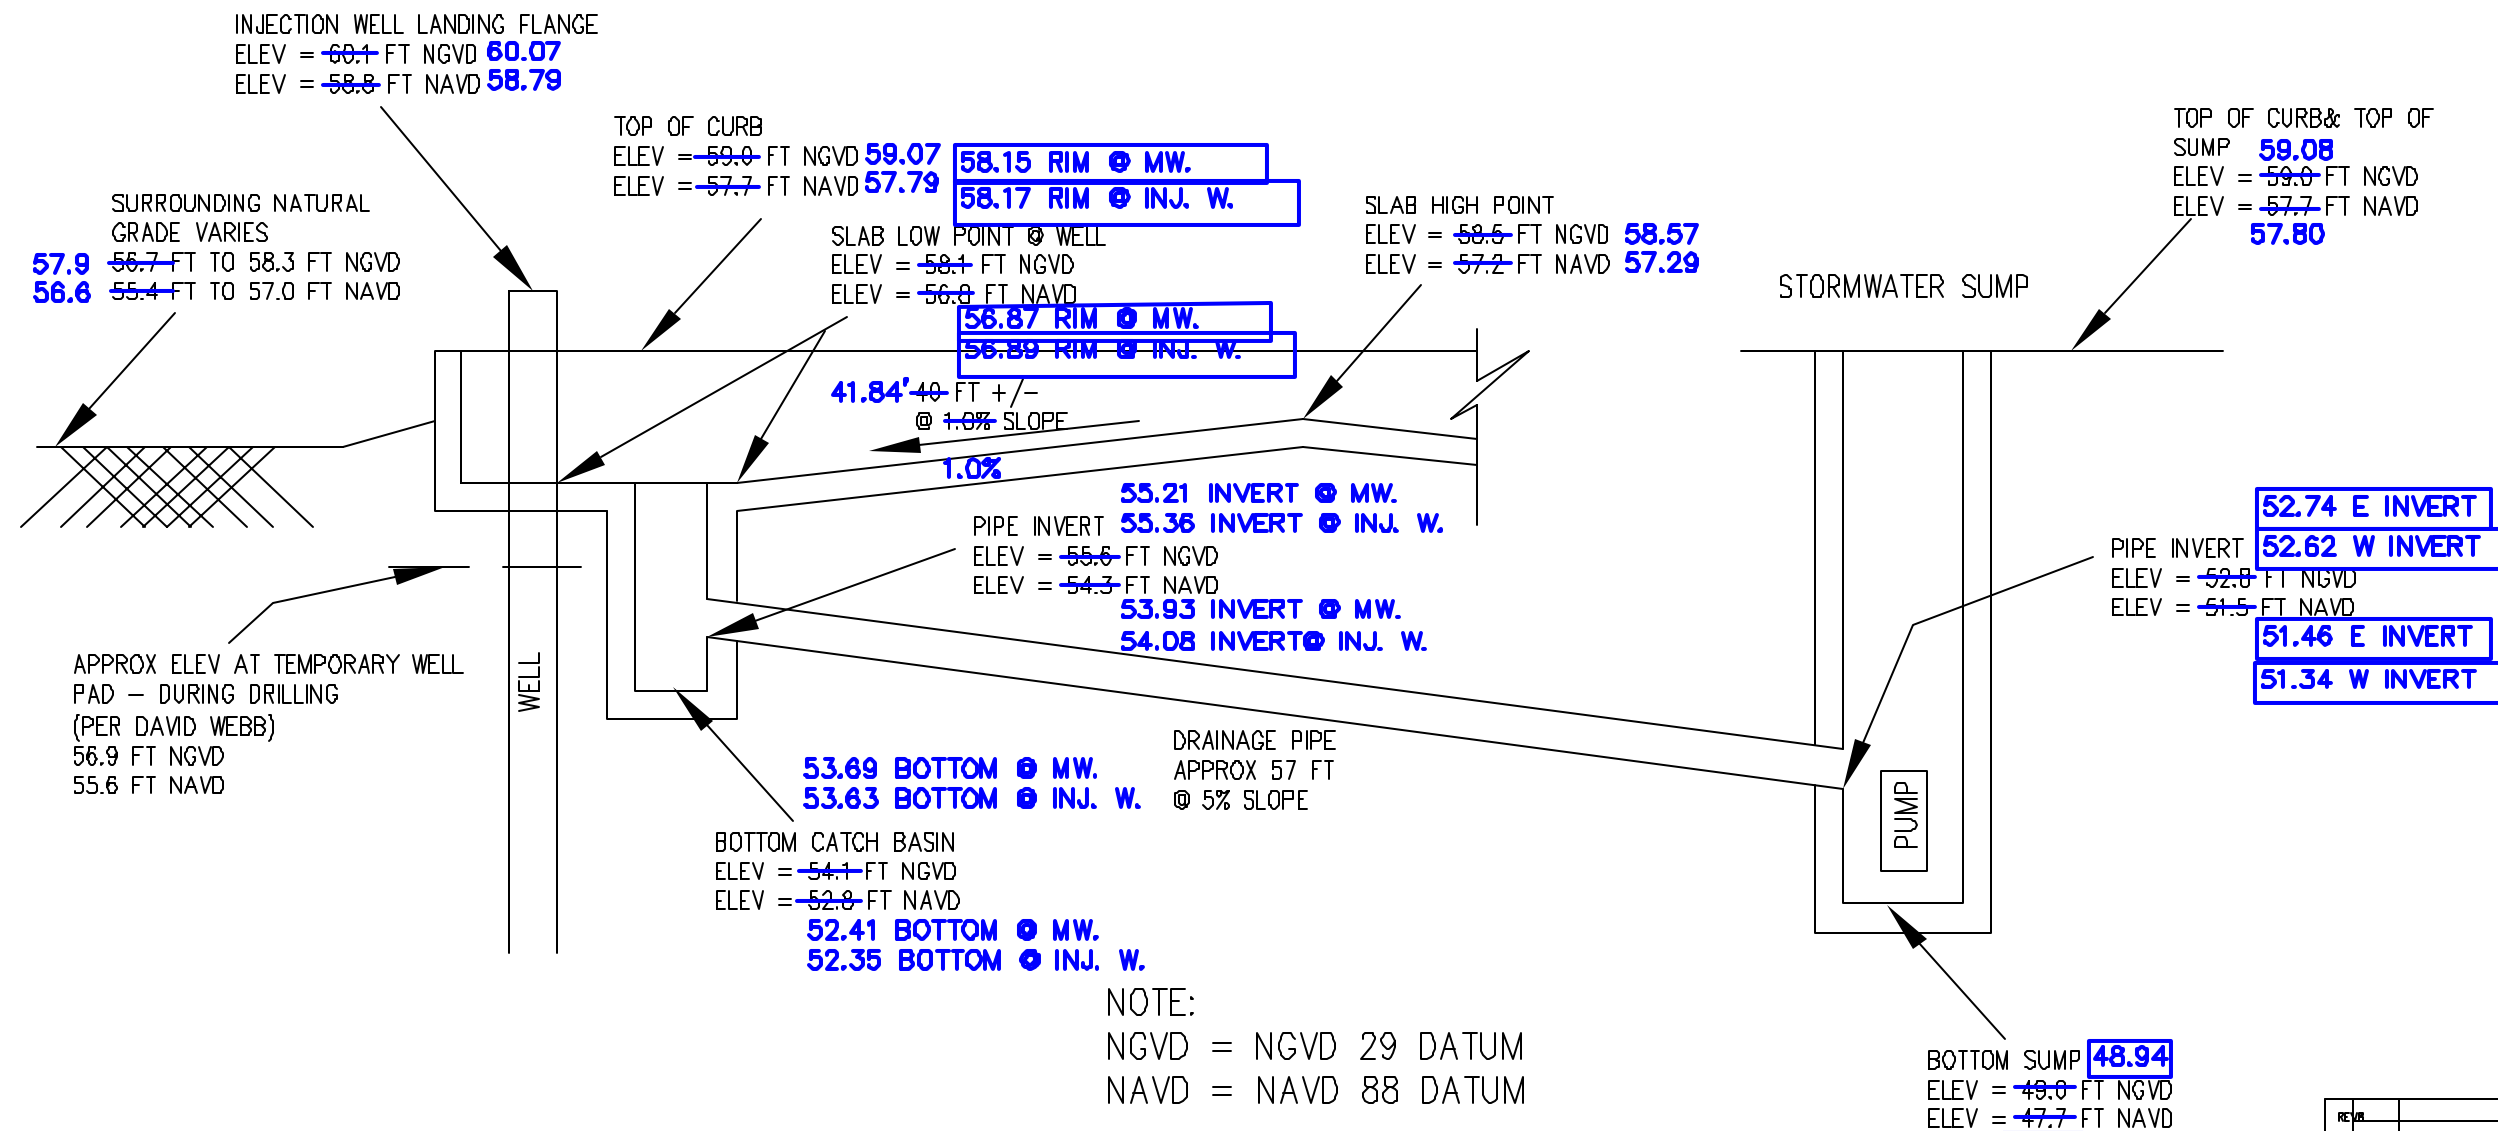 INJECTION WELL LANDING FLANGE
ELEV = 60.1 FT NGVD 60.07
ELEV = 58.8 FT NAVD 58.79
TOP OF CURB
ELEV = 59.0 FT NGVD 59.07
ELEV = 57.7 FT NAVD 57.79
58.15 RIM @ MW.
58.17 RIM @ INJ. W.
TOP OF CURB& TOP OF
SUMP 59.08
ELEV = 59.0 FT NGVD
ELEV = 57.7 FT NAVD
57.80
SURROUNDING NATURAL
GRADE VARIES
57.9 56.7 FT TO 58.3 FT NGVD
56.6 55.4 FT TO 57.0 FT NAVD
SLAB LOW POINT @ WELL
ELEV = 58.1 FT NGVD
ELEV = 56.8 FT NAVD
56.87 RIM @ MW.
56.89 RIM @ INJ. W.
SLAB HIGH POINT
ELEV = 58.5 FT NGVD 58.57
ELEV = 57.2 FT NAVD 57.29
STORMWATER SUMP
41.84' 40 FT + -
@ 1.0% SLOPE
1.0%
55.21 INVERT @ MW.
55.36 INVERT @ INJ. W.
PIPE INVERT
ELEV = 55.6 FT NGVD
ELEV = 54.3 FT NAVD
53.93 INVERT @ MW.
54.08 INVERT@ INJ. W.
52.74 E INVERT
52.62 W INVERT
PIPE INVERT
ELEV = 52.8 FT NGVD
ELEV = 51.5 FT NAVD
51.46 E INVERT
51.34 W INVERT
APPROX ELEV AT TEMPORARY WELL
PAD - DURING DRILLING
(PER DAVID WEBB)
56.9 FT NGVD
55.6 FT NAVD
WELL
DRAINAGE PIPE
APPROX 57 FT
@ 5% SLOPE
PUMP
53.69 BOTTOM @ MW.
53.63 BOTTOM @ INJ. W.
BOTTOM CATCH BASIN
ELEV = 54.1 FT NGVD
ELEV = 52.8 FT NAVD
52.41 BOTTOM @ MW.
52.35 BOTTOM @ INJ. W.
NOTE:
NGVD = NGVD 29 DATUM
NAVD = NAVD 88 DATUM
BOTTOM SUMP 48.94
ELEV = 49.0 FT NGVD
ELEV = 47.7 FT NAVD